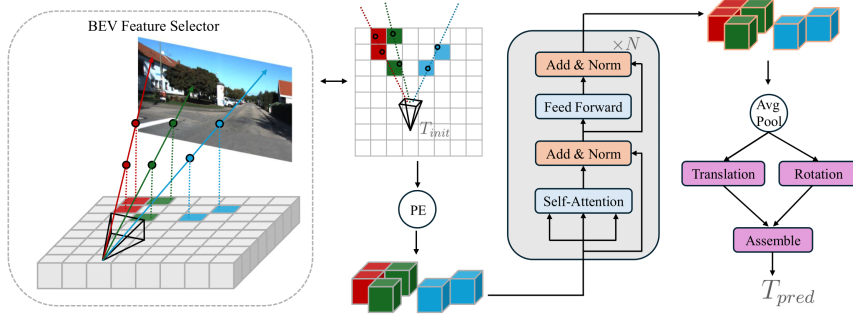 BEV Feature Selector
T_init
PE
×N
Add & Norm
Feed Forward
Add & Norm
Self-Attention
Avg
Pool
Translation
Rotation
Assemble
T_pred